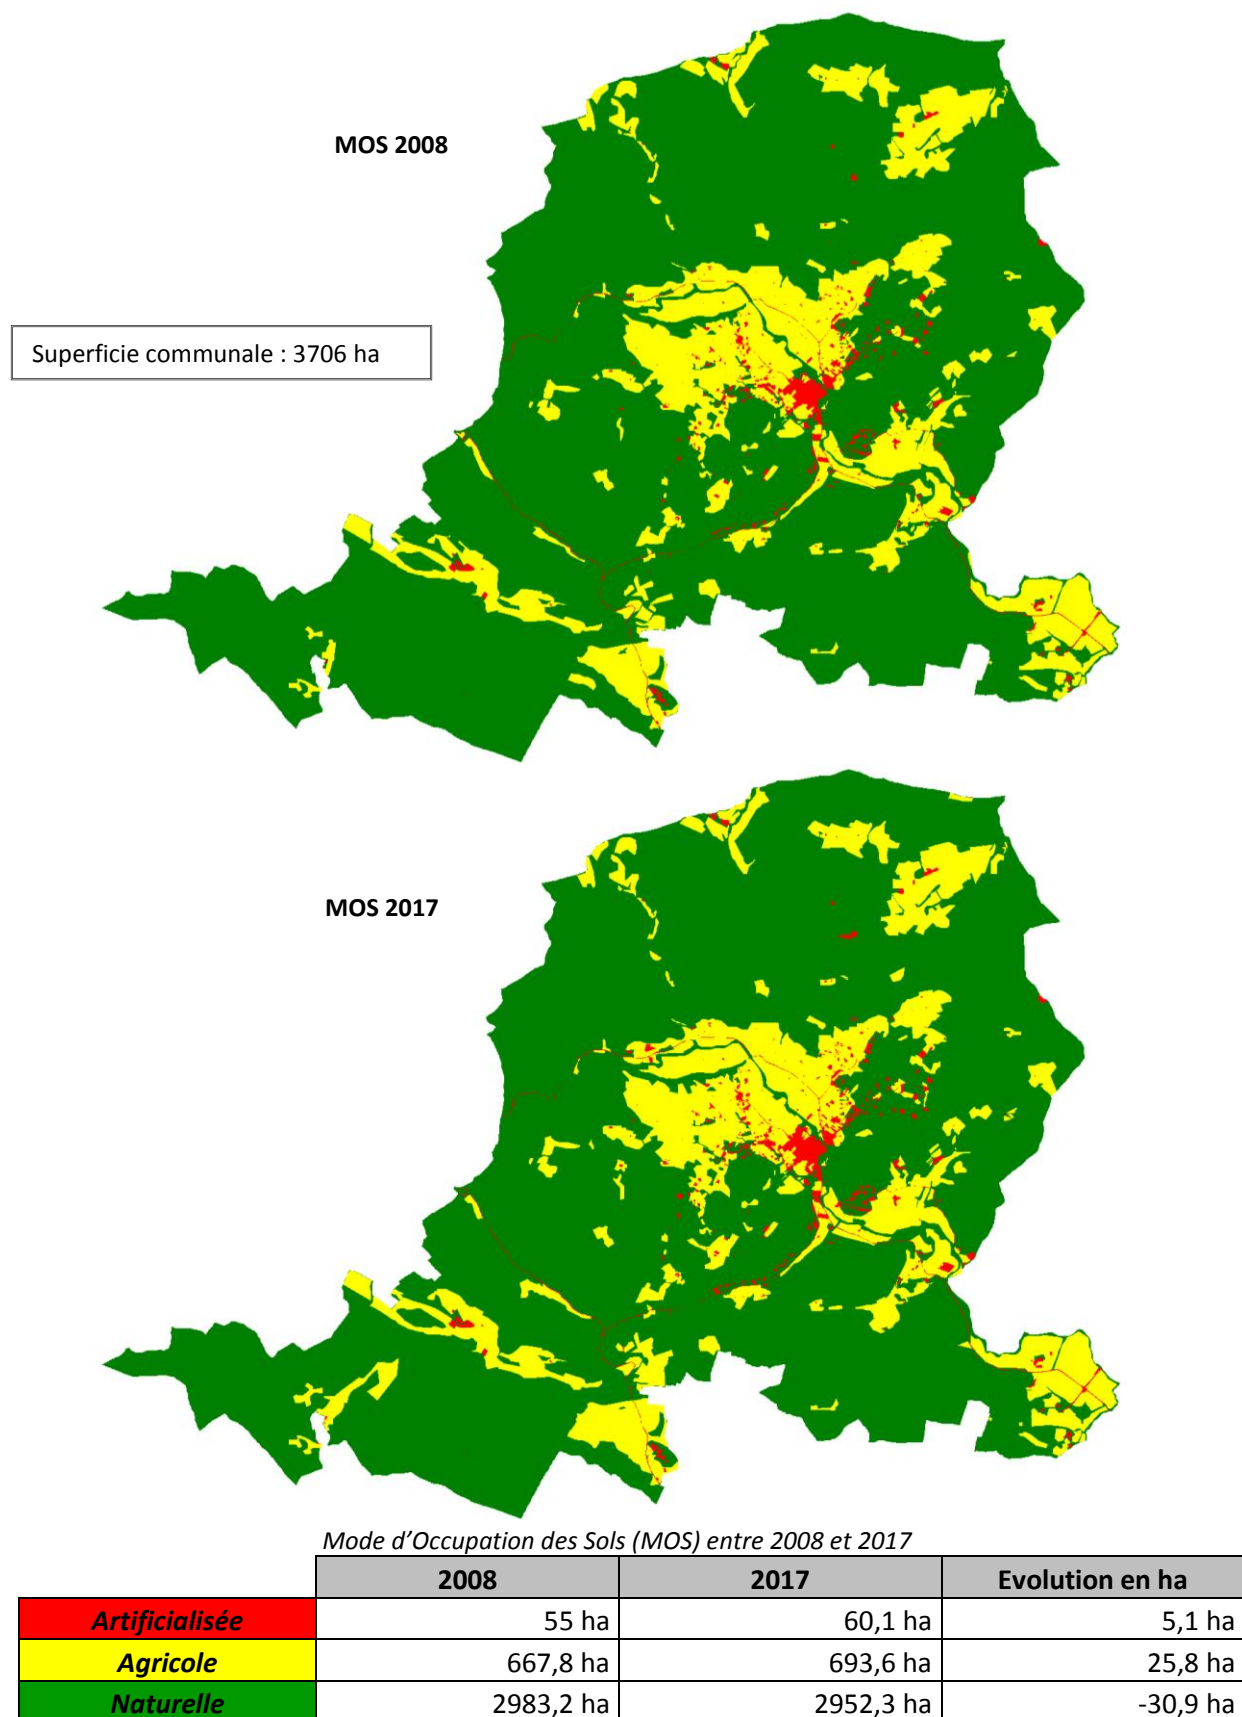 MOS 2008
Superficie communale : 3706 ha
MOS 2017
Mode d’Occupation des Sols (MOS) entre 2008 et 2017
2008 2017 Evolution en ha
Artificialisée 55 ha 60,1 ha 5,1 ha
Agricole 667,8 ha 693,6 ha 25,8 ha
Naturelle 2983,2 ha 2952,3 ha -30,9 ha